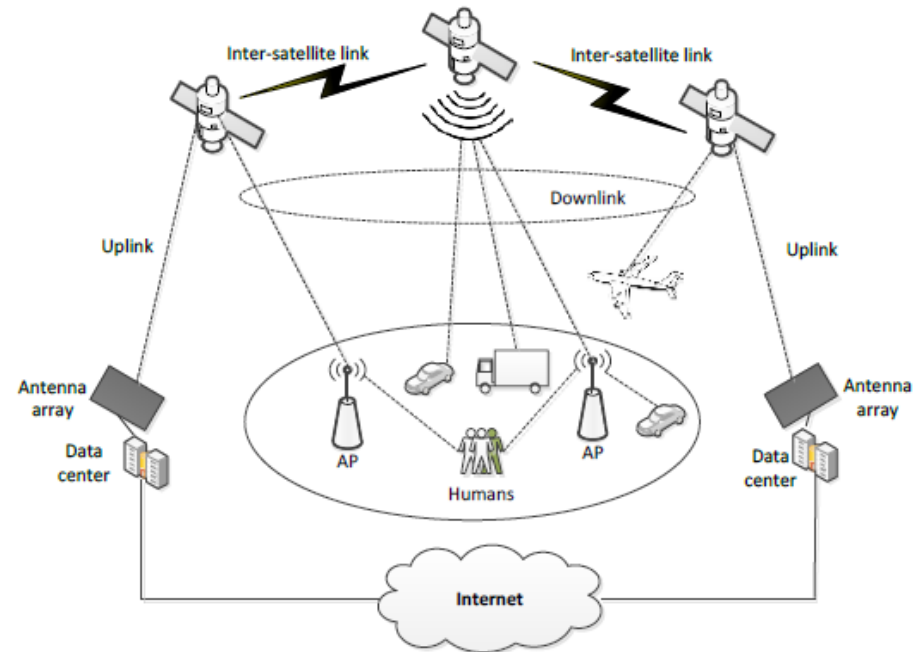 Inter-satellite link
Inter-satellite link
Downlink
Uplink
Uplink
Antenna
array
Antenna
array
Data
center
AP
AP
Data
center
Humans
Internet